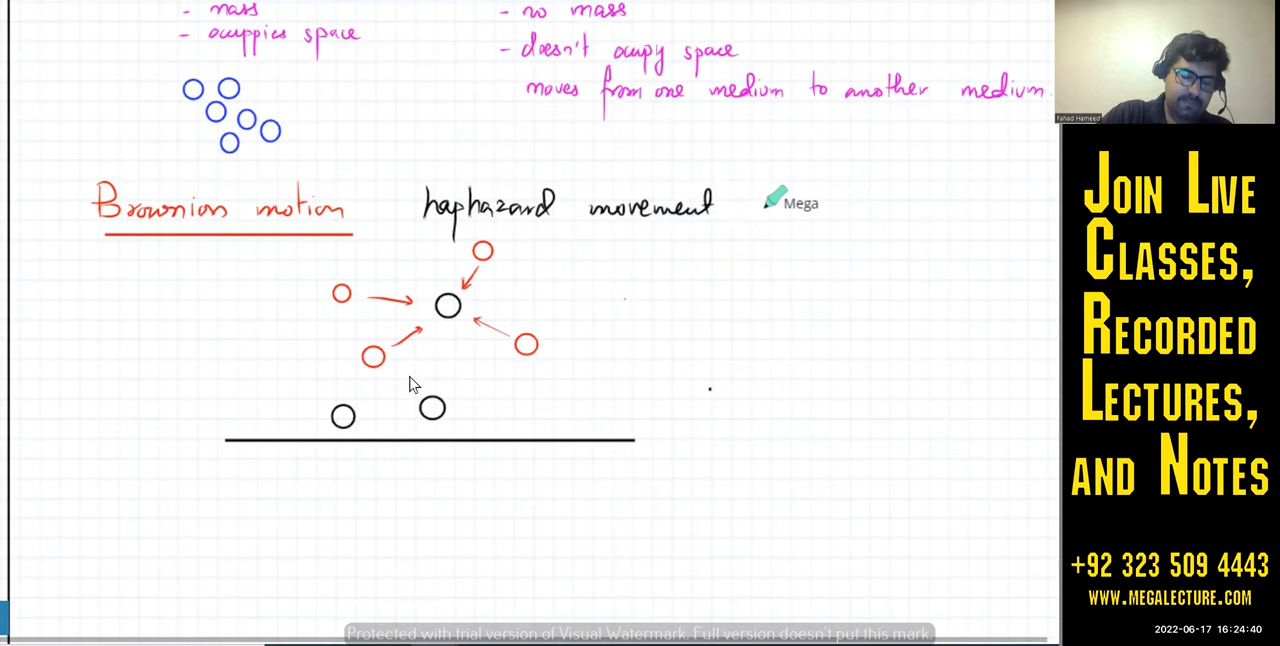 - mass
- occupies space
- no mass
- doesn't ocupy space
moves from one medium to another medium.
Brownian motion
haphazard movement
Mega
Fahad Hameed
JOIN LIVE
CLASSES,
RECORDED
LECTURES,
AND NOTES
+92 323 509 4443
WWW.MEGALECTURE.COM
2022-06-17 16:24:40
Protected with trial version of Visual Watermark. Full version doesn't put this mark.